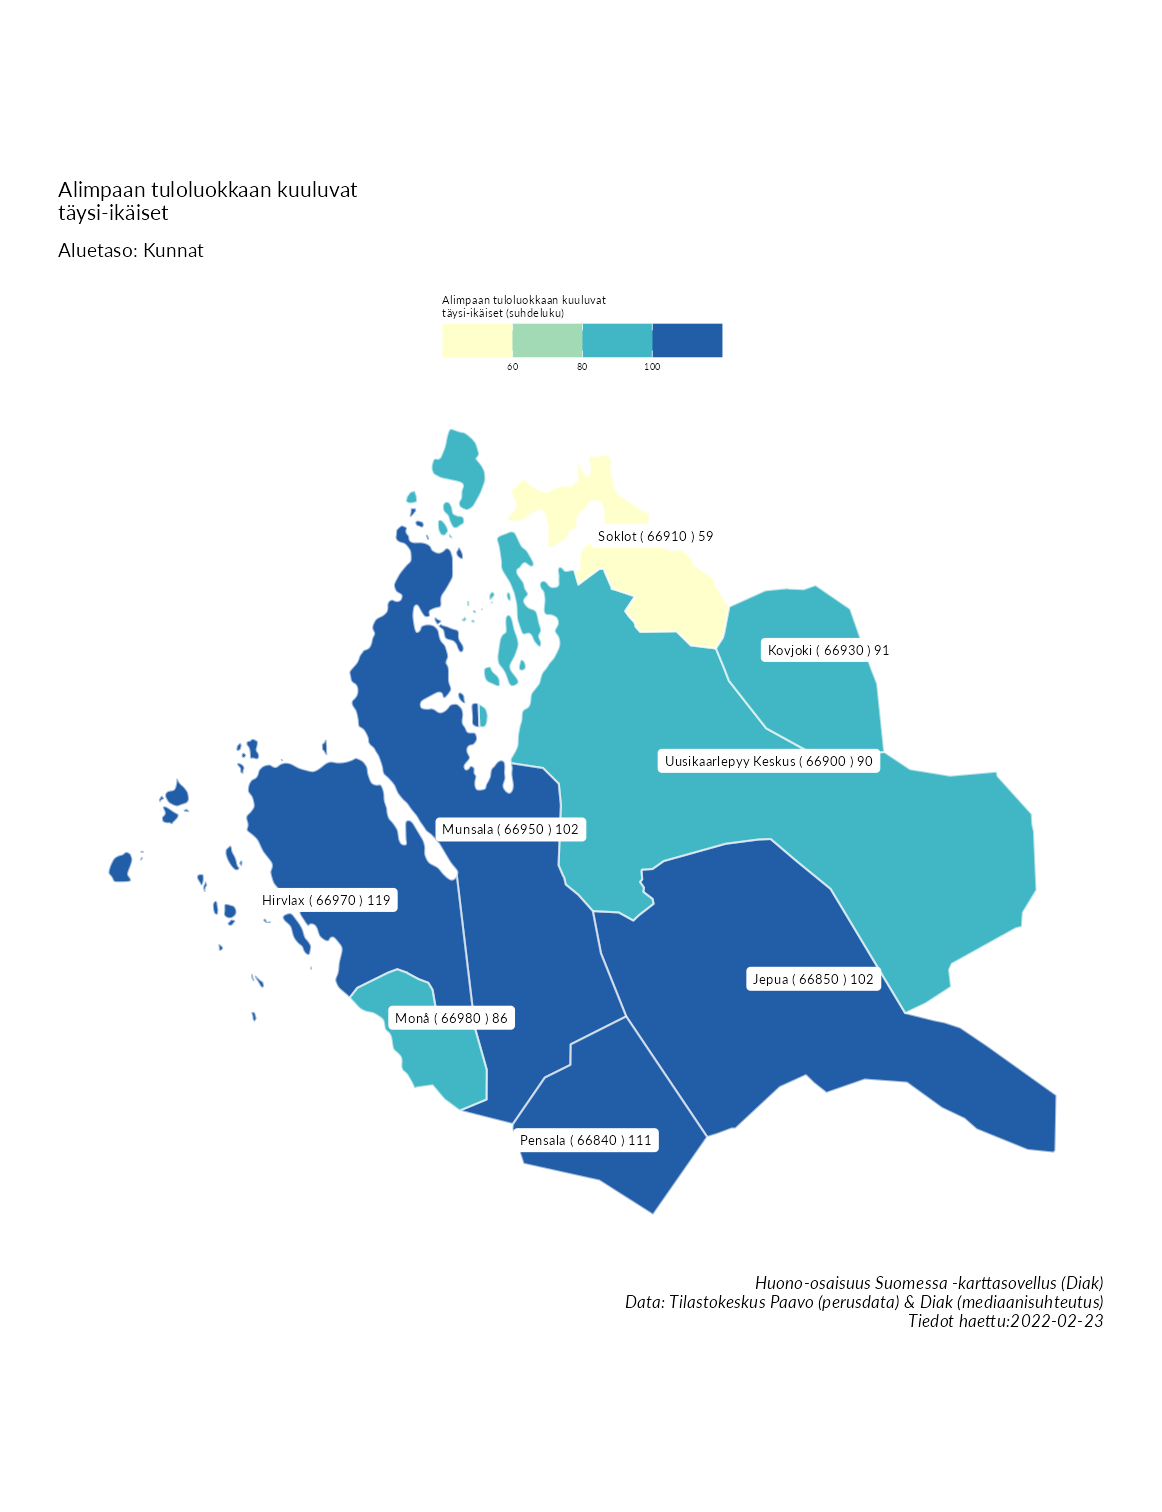 Alimpaan tuloluokkaan kuuluvat
täysi-ikäiset
Aluetaso: Kunnat
Alimpaan tuloluokkaan kuuluvat
täysi-ikäiset (suhdeluku)
60 80 100
Soklot ( 66910 ) 59
Kovjoki ( 66930 ) 91
Uusikaarlepyy Keskus ( 66900 ) 90
Munsala ( 66950 ) 102
Hirvlax ( 66970 ) 119
Jepua ( 66850 ) 102
Monå ( 66980 ) 86
Pensala ( 66840 ) 111
Huono-osaisuus Suomessa -karttasovellus (Diak)
Data: Tilastokeskus Paavo (perusdata) & Diak (mediaanisuhteutus)
Tiedot haettu:2022-02-23